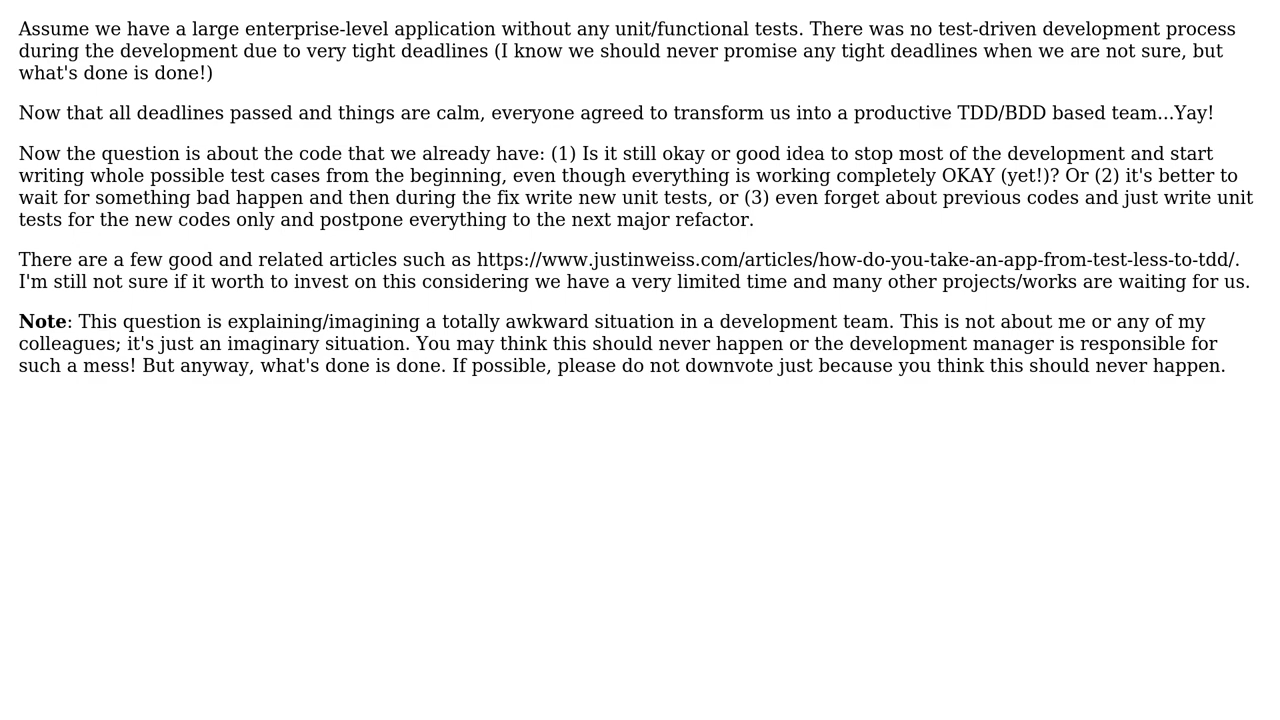 Assume we have a large enterprise-level application without any unit/functional tests. There was no test-driven development process
during the development due to very tight deadlines (I know we should never promise any tight deadlines when we are not sure, but
what's done is done!)
Now that all deadlines passed and things are calm, everyone agreed to transform us into a productive TDD/BDD based team...Yay!
Now the question is about the code that we already have: (1) Is it still okay or good idea to stop most of the development and start
writing whole possible test cases from the beginning, even though everything is working completely OKAY (yet!)? Or (2) it's better to
wait for something bad happen and then during the fix write new unit tests, or (3) even forget about previous codes and just write unit
tests for the new codes only and postpone everything to the next major refactor.
There are a few good and related articles such as https://www.justinweiss.com/articles/how-do-you-take-an-app-from-test-less-to-tdd/.
I'm still not sure if it worth to invest on this considering we have a very limited time and many other projects/works are waiting for us.
Note: This question is explaining/imagining a totally awkward situation in a development team. This is not about me or any of my
colleagues; it's just an imaginary situation. You may think this should never happen or the development manager is responsible for
such a mess! But anyway, what's done is done. If possible, please do not downvote just because you think this should never happen.